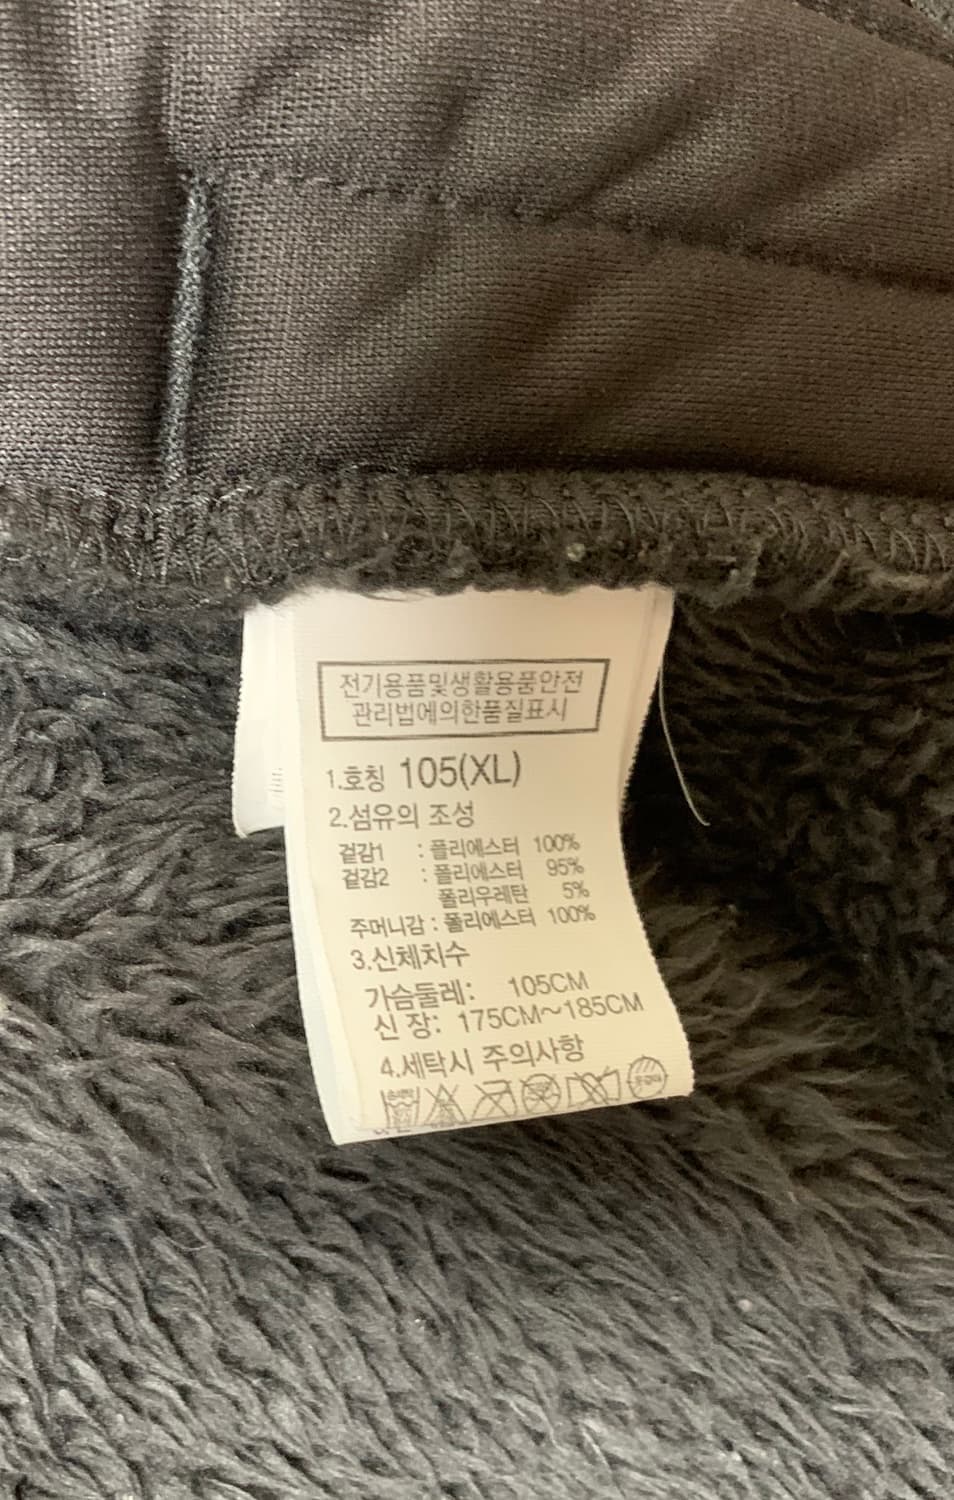 전기용품및생활용품안전
관리법에의한품질표시
1.호칭 105(XL)
2.섬유의 조성
겉감1 : 폴리에스터 100%
겉감2 : 폴리에스터 95%
폴리우레탄 5%
주머니감 : 폴리에스터 100%
3.신체치수
가슴둘레: 105CM
신 장: 175CM~185CM
4.세탁시 주의사항